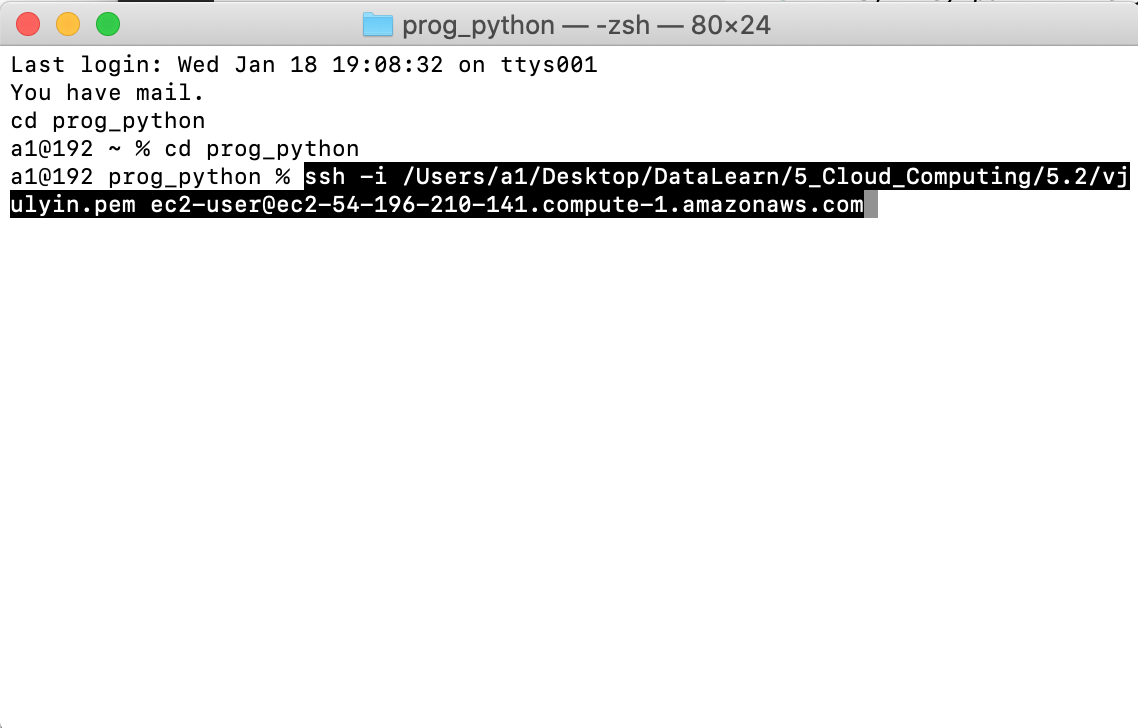 prog_python — -zsh — 80×24
Last login: Wed Jan 18 19:08:32 on ttys001
You have mail.
cd prog_python
a1@192 ~ % cd prog_python
a1@192 prog_python % ssh -i /Users/a1/Desktop/DataLearn/5_Cloud_Computing/5.2/vj
ulyin.pem ec2-user@ec2-54-196-210-141.compute-1.amazonaws.com